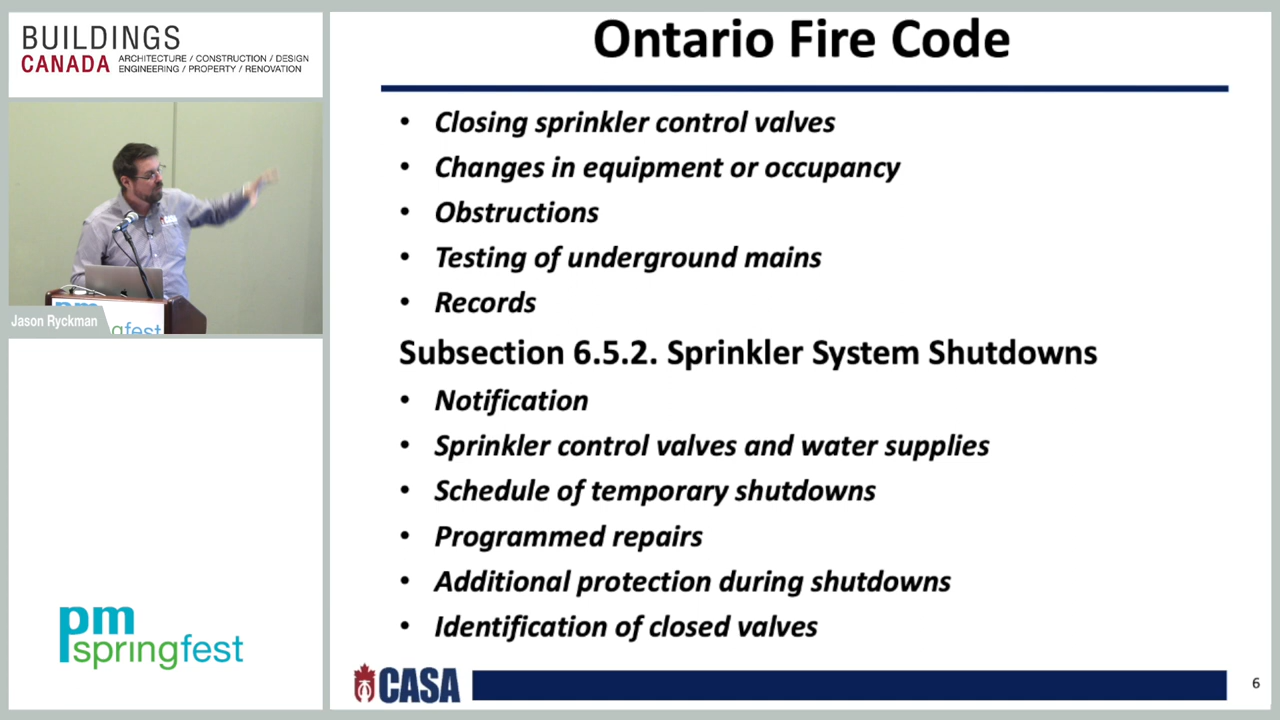 BUILDINGS
CANADA
ARCHITECTURE / CONSTRUCTION / DESIGN
ENGINEERING / PROPERTY / RENOVATION
CASA
pm
ngfest
Jason Ryckman
pm
springfest
Ontario Fire Code
• Closing sprinkler control valves
• Changes in equipment or occupancy
• Obstructions
• Testing of underground mains
• Records
Subsection 6.5.2. Sprinkler System Shutdowns
• Notification
• Sprinkler control valves and water supplies
• Schedule of temporary shutdowns
• Programmed repairs
• Additional protection during shutdowns
• Identification of closed valves
CASA
6